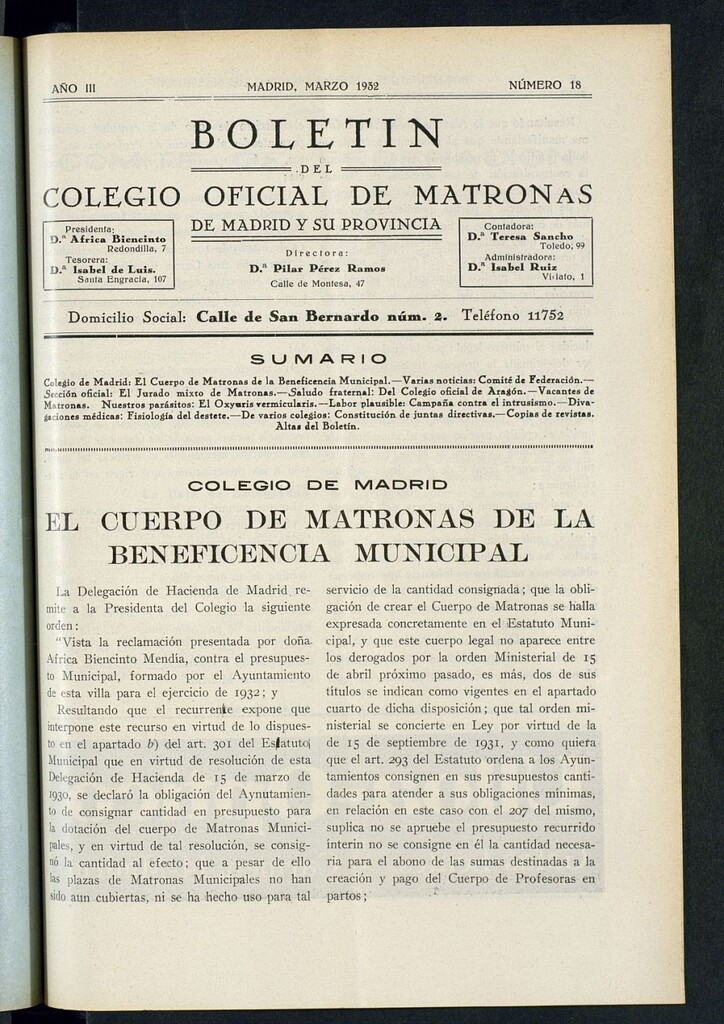 AÑO III
MADRID, MARZO 1932
NÚMERO 18
BOLETIN
DEL
COLEGIO OFICIAL DE MATRONAS
DE MADRID Y SU PROVINCIA
Presidenta:
D.ª Africa Biencinto
Redondilla, 7
Tesorera:
D.ª Isabel de Luis.
Santa Engracia, 107
Directora:
D.ª Pilar Pérez Ramos
Calle de Montesa, 47
Contadora:
D.ª Teresa Sancho
Toledo, 99
Administradora:
D.ª Isabel Ruiz
Viriato, 1
Domicilio Social: Calle de San Bernardo núm. 2. Teléfono 11752
SUMARIO
Colegio de Madrid: El Cuerpo de Matronas de la Beneficencia Municipal.—Varias noticias: Comité de Federación.—
Sección oficial: El Jurado mixto de Matronas.—Saludo fraternal: Del Colegio oficial de Aragón.—Vacantes de
Matronas. Nuestros parásitos: El Oxyuris vermicularis.—Labor plausible: Campaña contra el intrusismo.—Diva-
gaciones médicas: Fisiología del destete.—De varios colegios: Constitución de juntas directivas.—Copias de revistas.
Altas del Boletín.
COLEGIO DE MADRID
EL CUERPO DE MATRONAS DE LA
BENEFICENCIA MUNICIPAL
La Delegación de Hacienda de Madrid re-
mite a la Presidenta del Colegio la siguiente
orden:
"Vista la reclamación presentada por doña
Africa Biencinto Mendía, contra el presupues-
to Municipal, formado por el Ayuntamiento
de esta villa para el ejercicio de 1932; y
Resultando que el recurrente expone que
interpone este recurso en virtud de lo dispues-
to en el apartado b) del art. 301 del Estatuto
Municipal que en virtud de resolución de esta
Delegación de Hacienda de 15 de marzo de
1930, se declaró la obligación del Aynutamien-
to de consignar cantidad en presupuesto para
la dotación del cuerpo de Matronas Munici-
pales, y en virtud de tal resolución, se consig-
nó la cantidad al efecto; que a pesar de ello
las plazas de Matronas Municipales no han
sido aun cubiertas, ni se ha hecho uso para tal
servicio de la cantidad consignada; que la obli-
gación de crear el Cuerpo de Matronas se halla
expresada concretamente en el Estatuto Muni-
cipal, y que este cuerpo legal no aparece entre
los derogados por la orden Ministerial de 15
de abril próximo pasado, es más, dos de sus
títulos se indican como vigentes en el apartado
cuarto de dicha disposición; que tal orden mi-
nisterial se concierte en Ley por virtud de la
de 15 de septiembre de 1931, y como quiera
que el art. 293 del Estatuto ordena a los Ayun-
tamientos consignen en sus presupuestos canti-
dades para atender a sus obligaciones mínimas,
en relación en este caso con el 207 del mismo,
suplica no se apruebe el presupuesto recurrido
ínterin no se consigne en él la cantidad necesa-
ria para el abono de las sumas destinadas a la
creación y pago del Cuerpo de Profesoras en
partos;